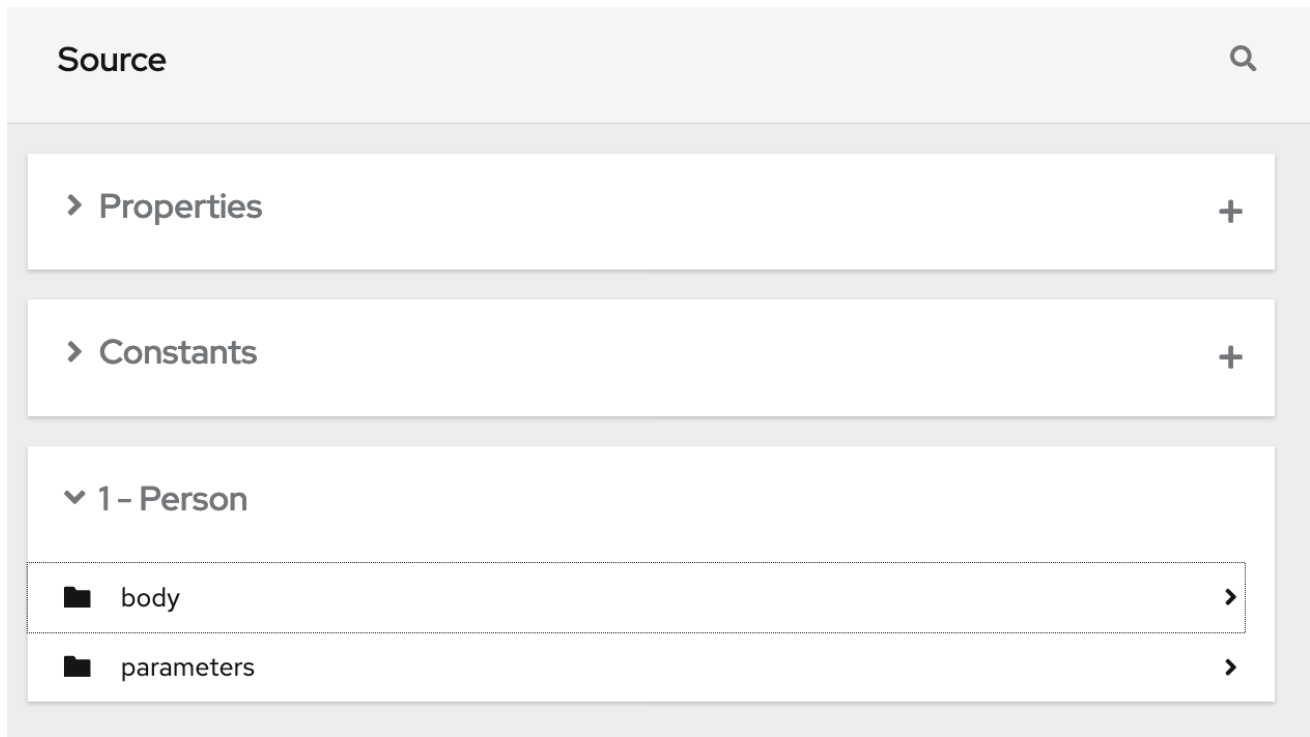 Source
Properties
Constants
1 - Person
body
parameters